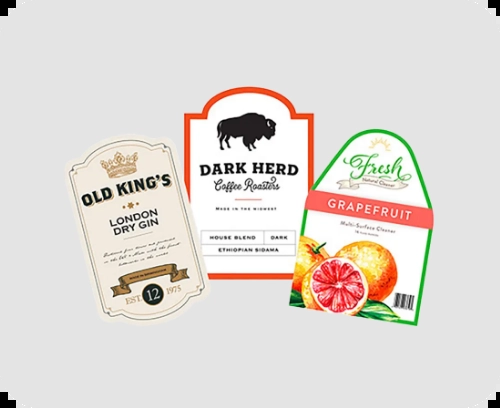 OLD KING'S
LONDON
DRY GIN
EST. 12 1975
DARK HERD
Coffee Roasters
MADE IN THE MIDWEST
HOUSE BLEND DARK
ETHIOPIAN SIDAMA
Fresh
Natural Cleaner
GRAPEFRUIT
Multi-Surface Cleaner